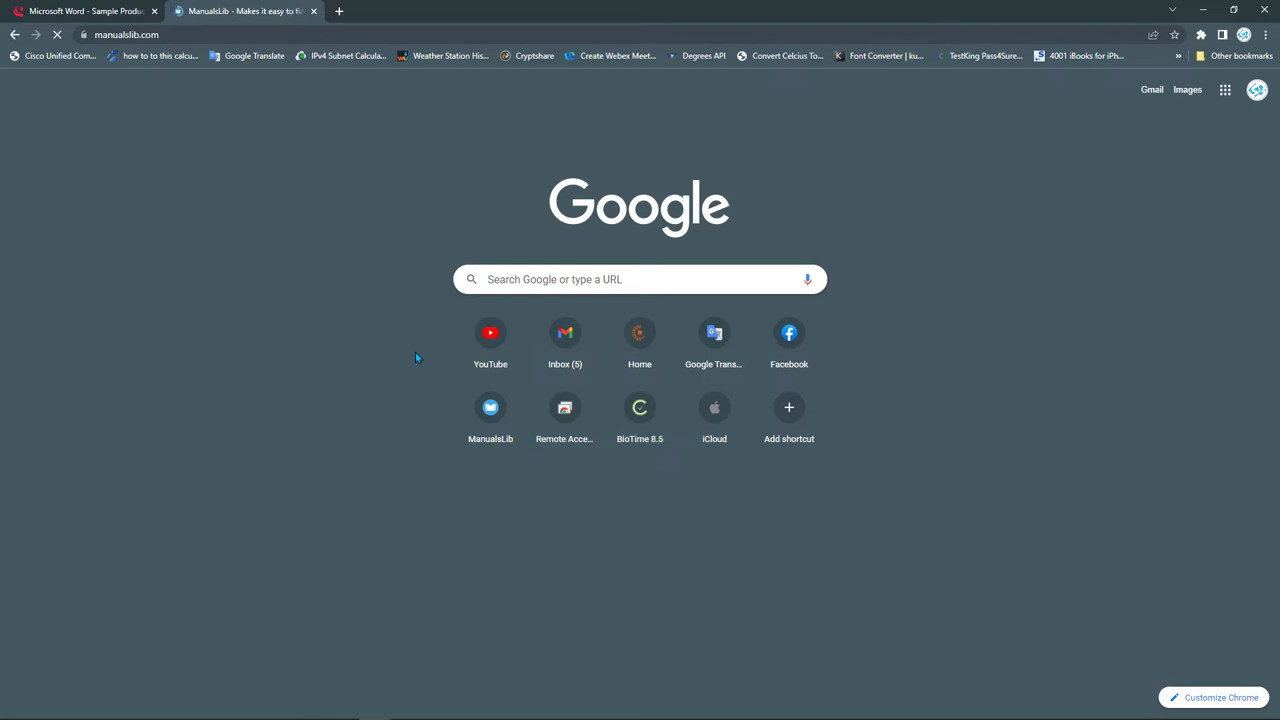 Microsoft Word - Sample Produc
ManualsLib - Makes it easy to fin
manualslib.com
Cisco Unified Com...
how to to this calcu...
Google Translate
IPv4 Subnet Calcula...
Weather Station His...
Cryptshare
Create Webex Meet...
Degrees API
Convert Celcius To...
Font Converter | ku...
TestKing Pass4Sure...
4001 iBooks for iPh...
»
Other bookmarks
Gmail
Images
Google
Search Google or type a URL
YouTube
Inbox (5)
Home
Google Trans...
Facebook
ManualsLib
Remote Acce...
BioTime 8.5
iCloud
Add shortcut
Customize Chrome